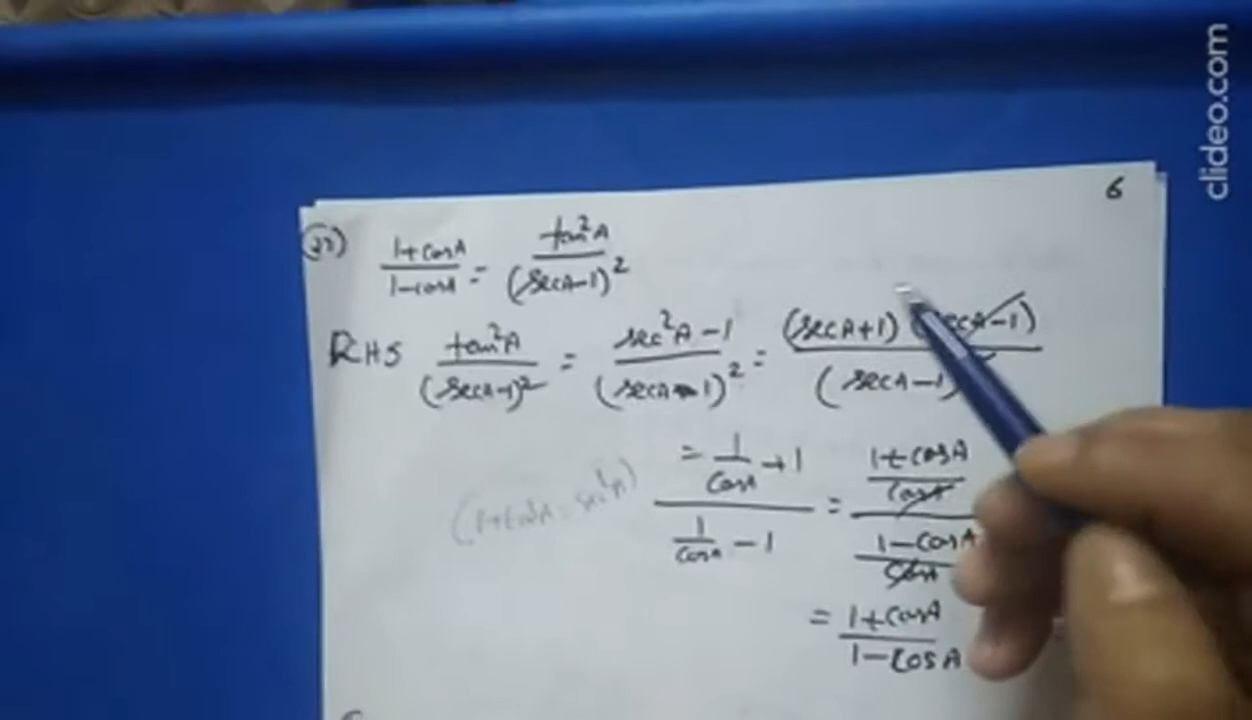 6
(27) (1+cosA)/(1-cosA) = tan²A/(secA-1)²
RHS tan²A/(secA-1)² = (sec²A-1)/(secA-1)² = (secA+1)(secA-1)/(secA-1)
= (1/cosA + 1)/(1/cosA - 1) = ((1+cosA)/cosA)/((1-cosA)/cosA)
(1+tan²A = sec²A)
= (1+cosA)/(1-cosA)
clideo.com